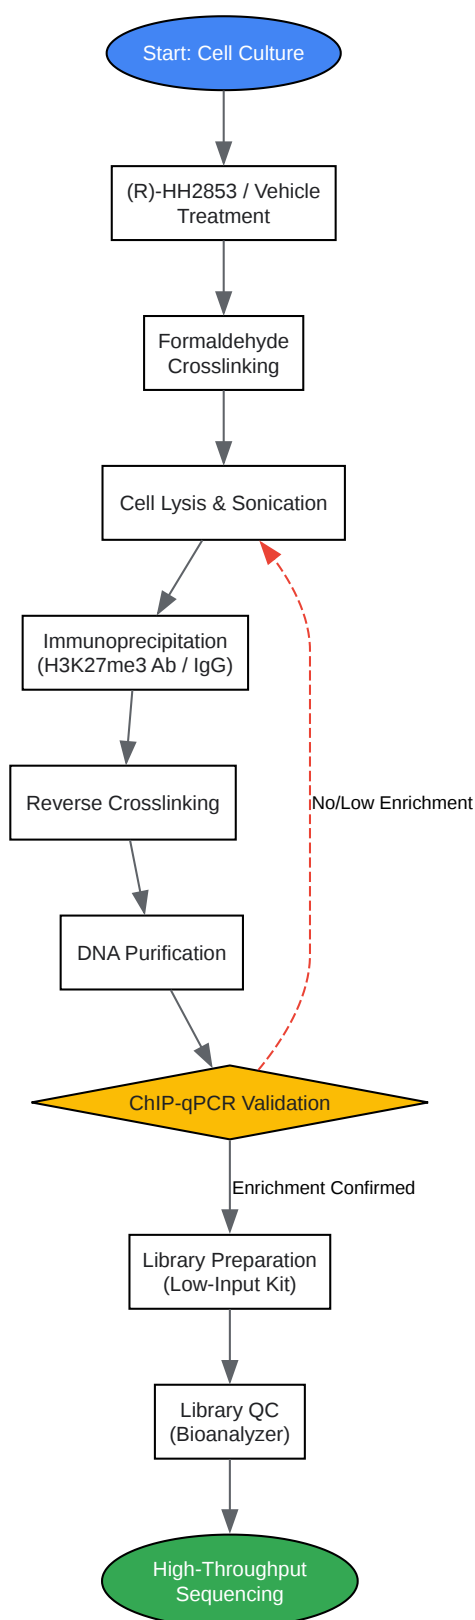 Start: Cell Culture
(R)-HH2853 / Vehicle
Treatment
Formaldehyde
Crosslinking
Cell Lysis & Sonication
Immunoprecipitation
(H3K27me3 Ab / IgG)
Reverse Crosslinking
No/Low Enrichment
DNA Purification
ChIP-qPCR Validation
Enrichment Confirmed
Library Preparation
(Low-Input Kit)
Library QC
(Bioanalyzer)
High-Throughput
Sequencing